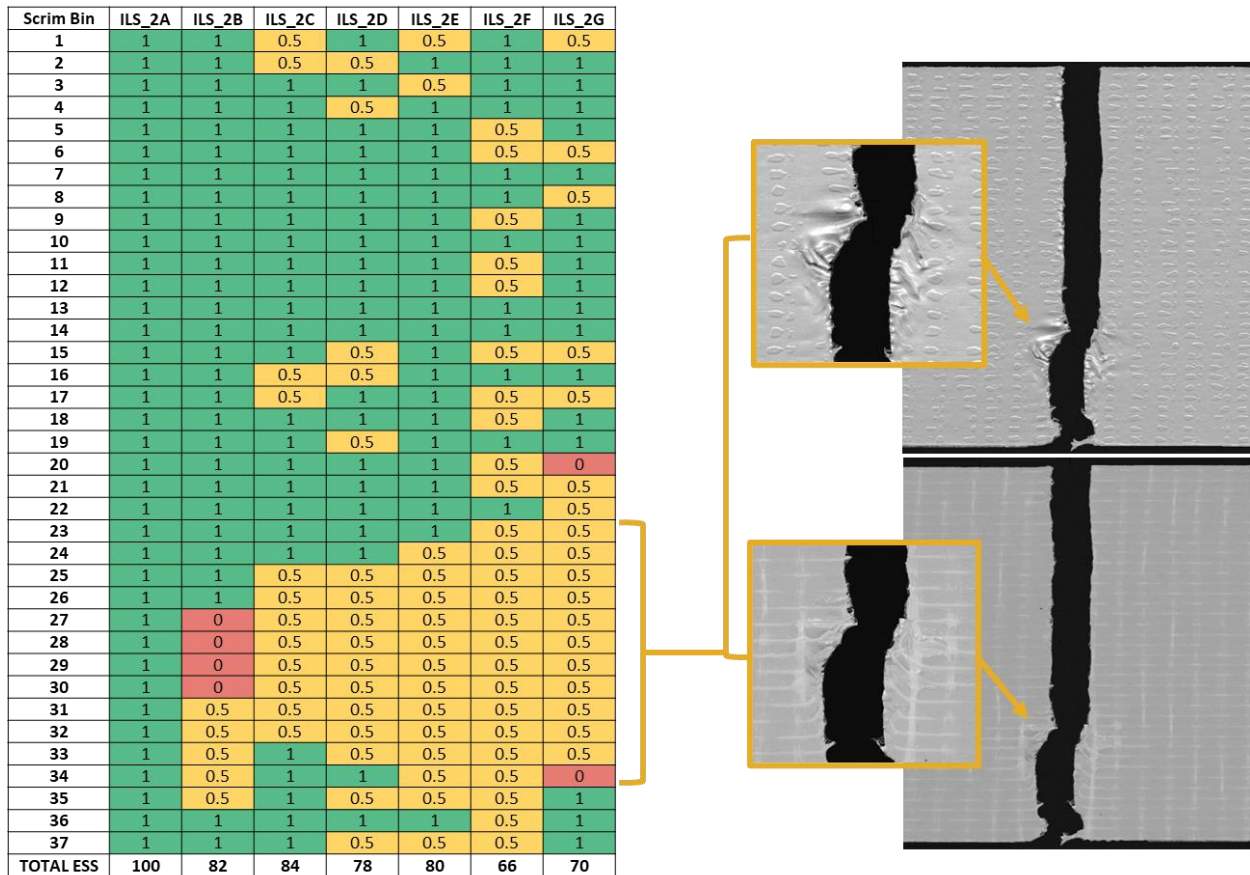 Scrim Bin ILS_2A ILS_2B ILS_2C ILS_2D ILS_2E ILS_2F ILS_2G
1 1 1 0.5 1 0.5 1 0.5
2 1 1 0.5 0.5 1 1 1
3 1 1 1 1 0.5 1 1
4 1 1 1 0.5 1 1 1
5 1 1 1 1 1 0.5 1
6 1 1 1 1 1 0.5 0.5
7 1 1 1 1 1 1 1
8 1 1 1 1 1 1 0.5
9 1 1 1 1 1 0.5 1
10 1 1 1 1 1 1 1
11 1 1 1 1 1 0.5 1
12 1 1 1 1 1 0.5 1
13 1 1 1 1 1 1 1
14 1 1 1 1 1 1 1
15 1 1 1 0.5 1 0.5 0.5
16 1 1 0.5 0.5 1 1 1
17 1 1 0.5 1 1 0.5 0.5
18 1 1 1 1 1 0.5 1
19 1 1 1 0.5 1 1 1
20 1 1 1 1 1 0.5 0
21 1 1 1 1 1 0.5 0.5
22 1 1 1 1 1 1 0.5
23 1 1 1 1 1 0.5 0.5
24 1 1 1 1 0.5 0.5 0.5
25 1 1 0.5 0.5 0.5 0.5 0.5
26 1 1 0.5 0.5 0.5 0.5 0.5
27 1 0 0.5 0.5 0.5 0.5 0.5
28 1 0 0.5 0.5 0.5 0.5 0.5
29 1 0 0.5 0.5 0.5 0.5 0.5
30 1 0 0.5 0.5 0.5 0.5 0.5
31 1 0.5 0.5 0.5 0.5 0.5 0.5
32 1 0.5 0.5 0.5 0.5 0.5 0.5
33 1 0.5 1 0.5 0.5 0.5 0.5
34 1 0.5 1 1 0.5 0.5 0
35 1 0.5 1 0.5 0.5 0.5 1
36 1 1 1 1 1 0.5 1
37 1 1 1 0.5 0.5 0.5 1
TOTAL ESS 100 82 84 78 80 66 70